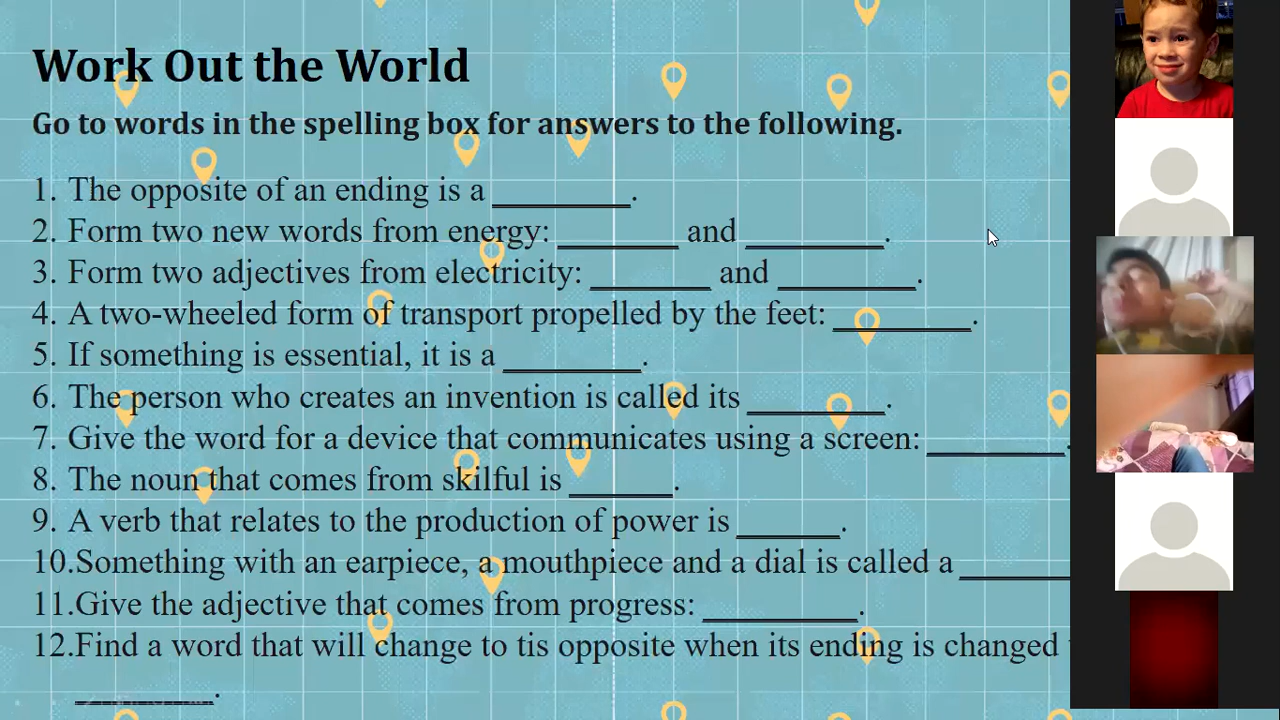 Work Out the World
Go to words in the spelling box for answers to the following.
1. The opposite of an ending is a ________.
2. Form two new words from energy: _______ and ________.
3. Form two adjectives from electricity: _______ and ________.
4. A two-wheeled form of transport propelled by the feet: ________.
5. If something is essential, it is a ________.
6. The person who creates an invention is called its ________.
7. Give the word for a device that communicates using a screen: ________.
8. The noun that comes from skilful is ______.
9. A verb that relates to the production of power is ______.
10.Something with an earpiece, a mouthpiece and a dial is called a _______
11.Give the adjective that comes from progress: _________.
12.Find a word that will change to tis opposite when its ending is changed
________.